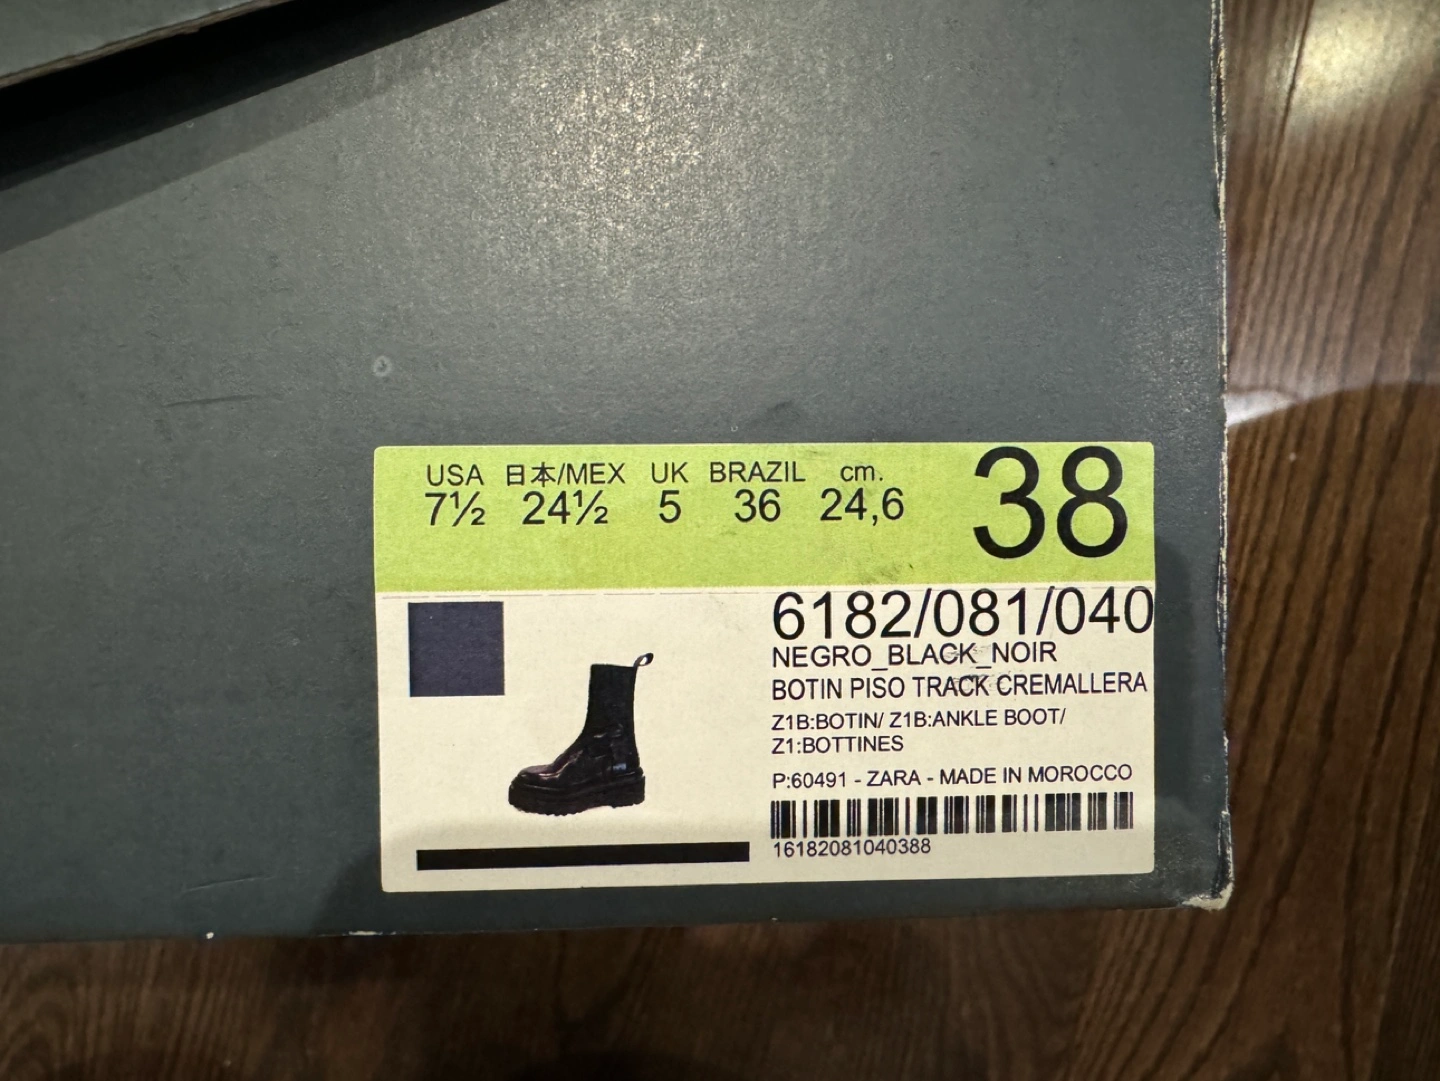 USA 日本/MEX UK BRAZIL cm.
7½ 24½ 5 36 24,6
38
6182/081/040
NEGRO_BLACK_NOIR
BOTIN PISO TRACK CREMALLERA
Z1B:BOTIN/ Z1B:ANKLE BOOT/
Z1:BOTTINES
P:60491 - ZARA - MADE IN MOROCCO
16182081040388